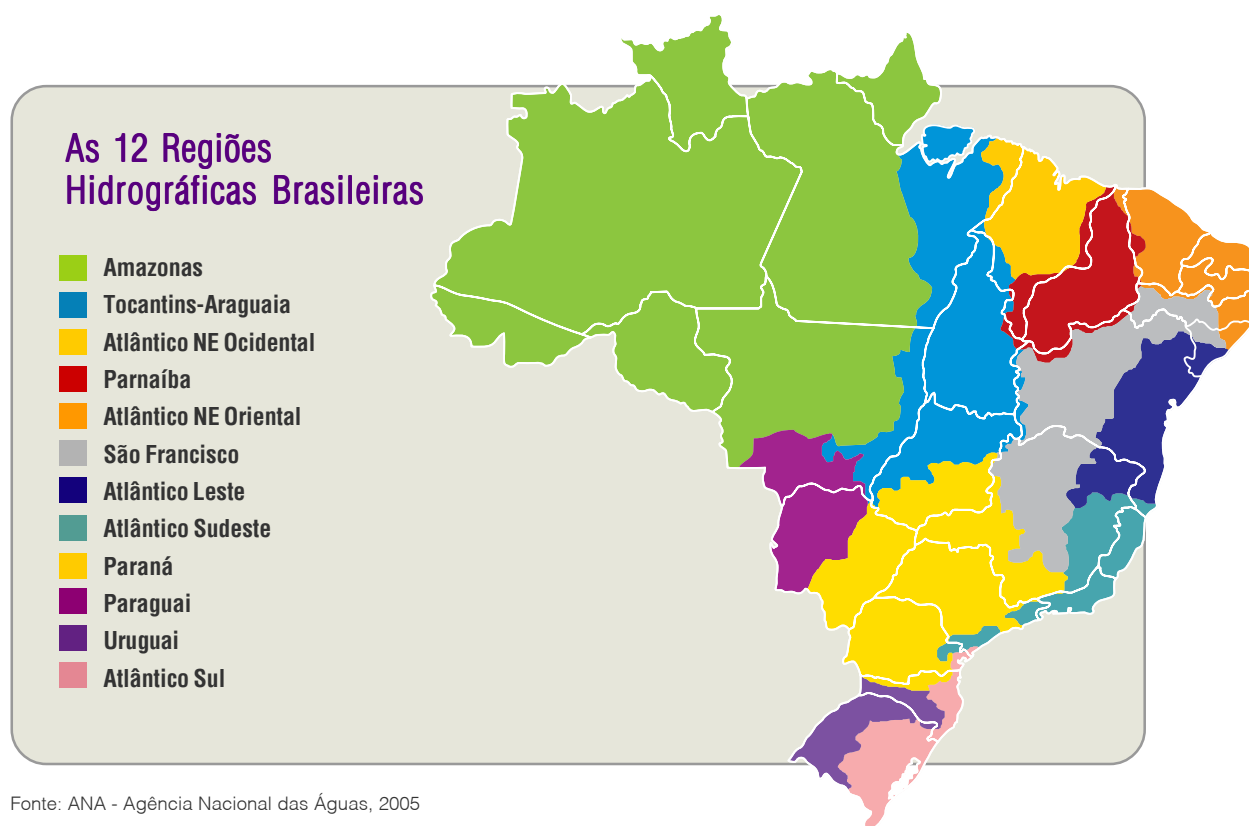 As 12 Regiões
Hidrográficas Brasileiras
Amazonas
Tocantins-Araguaia
Atlântico NE Ocidental
Parnaíba
Atlântico NE Oriental
São Francisco
Atlântico Leste
Atlântico Sudeste
Paraná
Paraguai
Uruguai
Atlântico Sul
Fonte: ANA - Agência Nacional das Águas, 2005